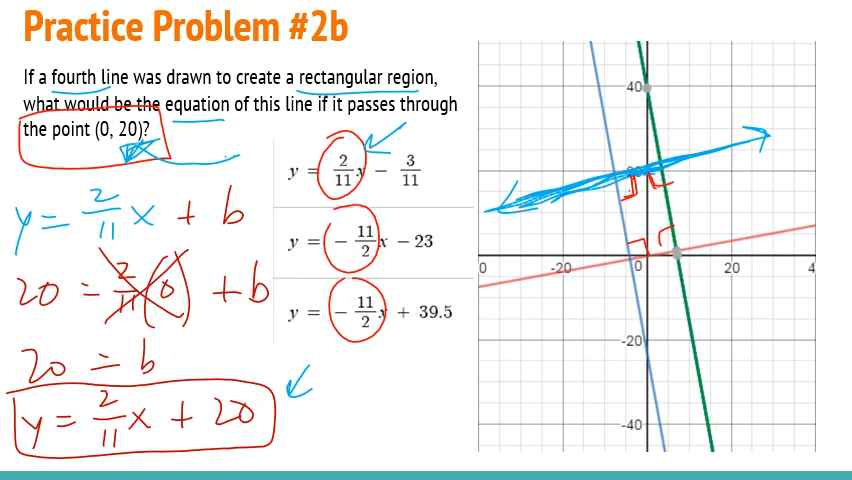 Practice Problem #2b
If a fourth line was drawn to create a rectangular region,
what would be the equation of this line if it passes through
the point (0, 20)?
y = 2/11 x − 3/11
y = − 11/2 x − 23
y = − 11/2 x + 39.5
y = 2/11 x + b
20 = 2/11 (0) + b
20 = b
y = 2/11 x + 20
40
0 -20 0 20 4
-20
-40